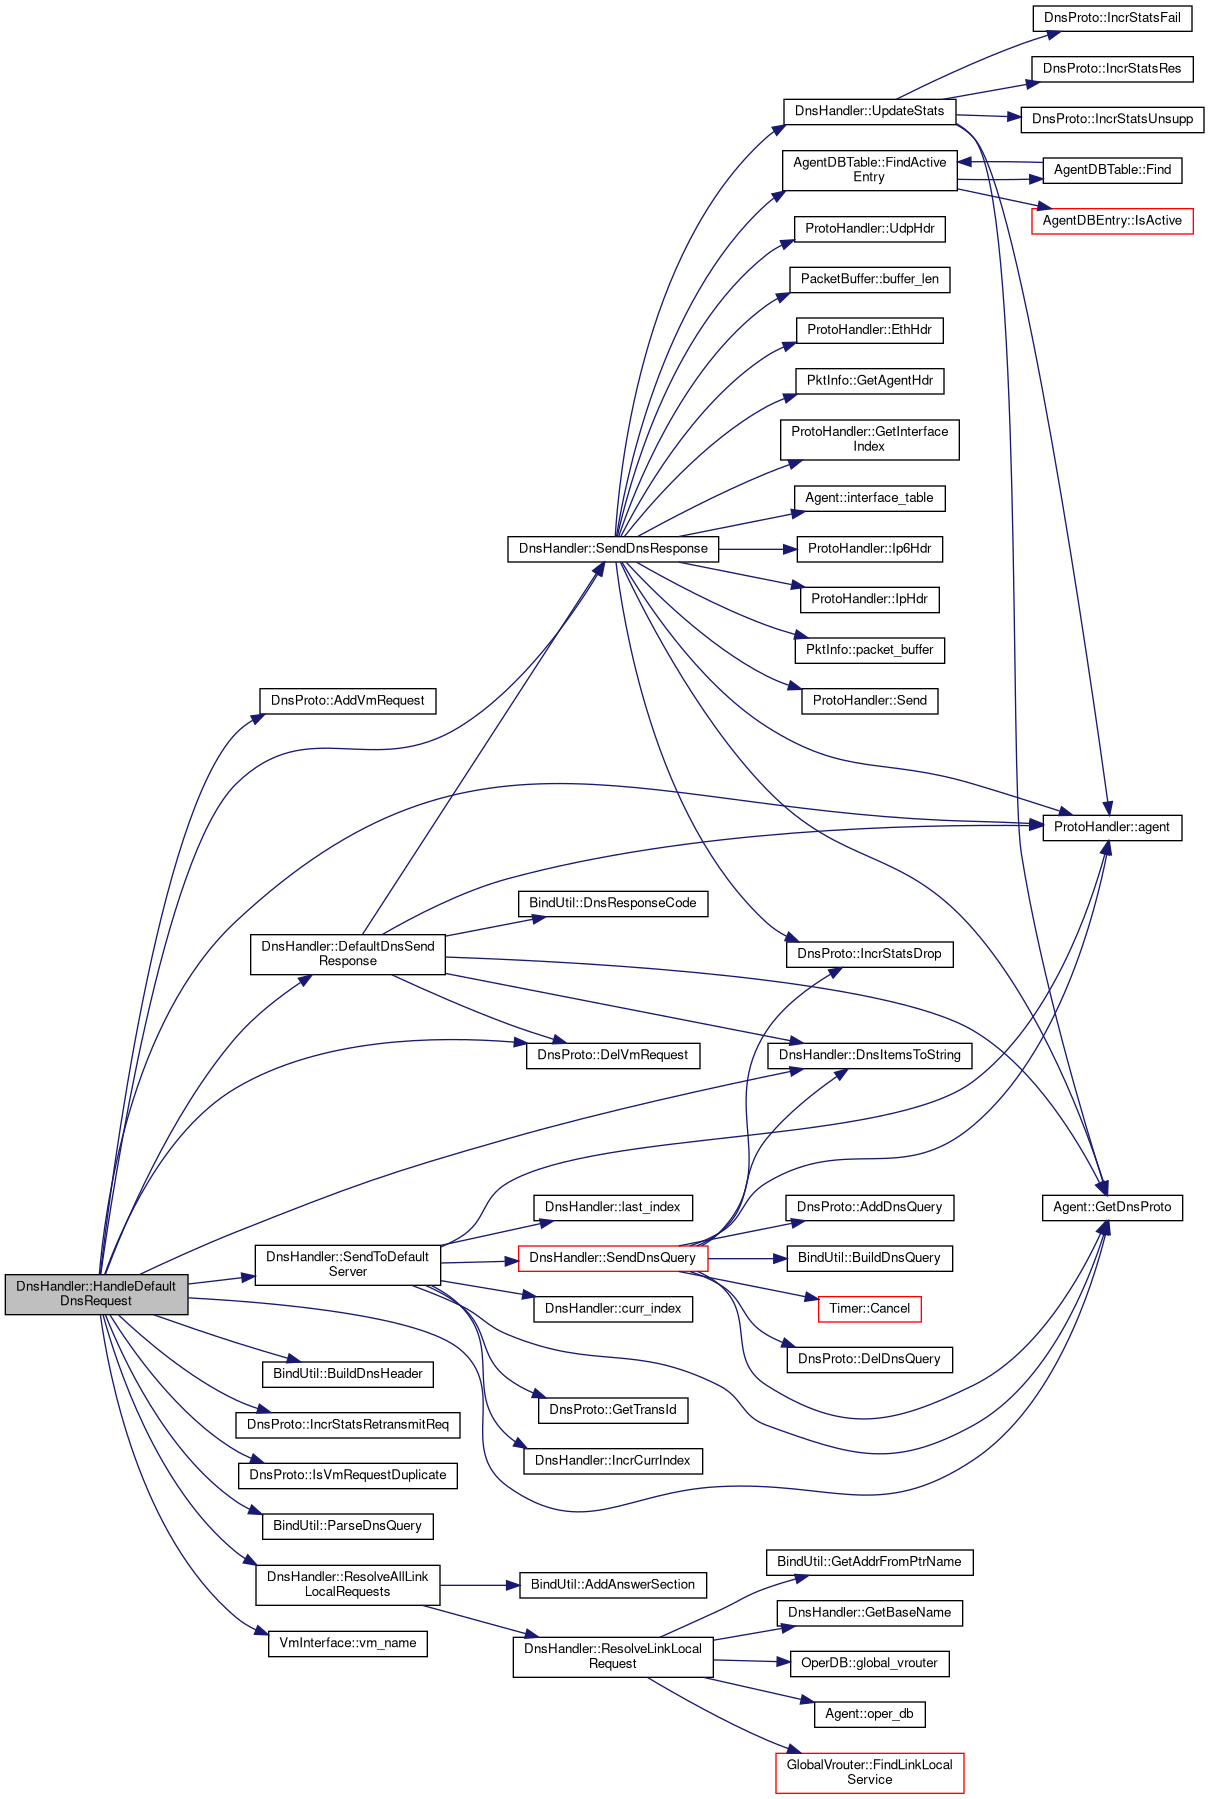 DnsProto::IncrStatsFail
DnsProto::IncrStatsRes
DnsHandler::UpdateStats
DnsProto::IncrStatsUnsupp
AgentDBTable::FindActive
Entry
AgentDBTable::Find
AgentDBEntry::IsActive
ProtoHandler::UdpHdr
PacketBuffer::buffer_len
ProtoHandler::EthHdr
PktInfo::GetAgentHdr
ProtoHandler::GetInterface
Index
Agent::interface_table
DnsHandler::SendDnsResponse
ProtoHandler::Ip6Hdr
ProtoHandler::IpHdr
PktInfo::packet_buffer
ProtoHandler::Send
DnsProto::AddVmRequest
ProtoHandler::agent
BindUtil::DnsResponseCode
DnsHandler::DefaultDnsSend
Response
DnsProto::IncrStatsDrop
DnsProto::DelVmRequest
DnsHandler::DnsItemsToString
DnsHandler::last_index
DnsProto::AddDnsQuery
Agent::GetDnsProto
DnsHandler::SendToDefault
Server
DnsHandler::SendDnsQuery
BindUtil::BuildDnsQuery
DnsHandler::HandleDefault
DnsRequest
DnsHandler::curr_index
Timer::Cancel
BindUtil::BuildDnsHeader
DnsProto::DelDnsQuery
DnsProto::GetTransId
DnsProto::IncrStatsRetransmitReq
DnsHandler::IncrCurrIndex
DnsProto::IsVmRequestDuplicate
BindUtil::ParseDnsQuery
BindUtil::GetAddrFromPtrName
DnsHandler::ResolveAllLink
LocalRequests
BindUtil::AddAnswerSection
DnsHandler::GetBaseName
VmInterface::vm_name
DnsHandler::ResolveLinkLocal
Request
OperDB::global_vrouter
Agent::oper_db
GlobalVrouter::FindLinkLocal
Service